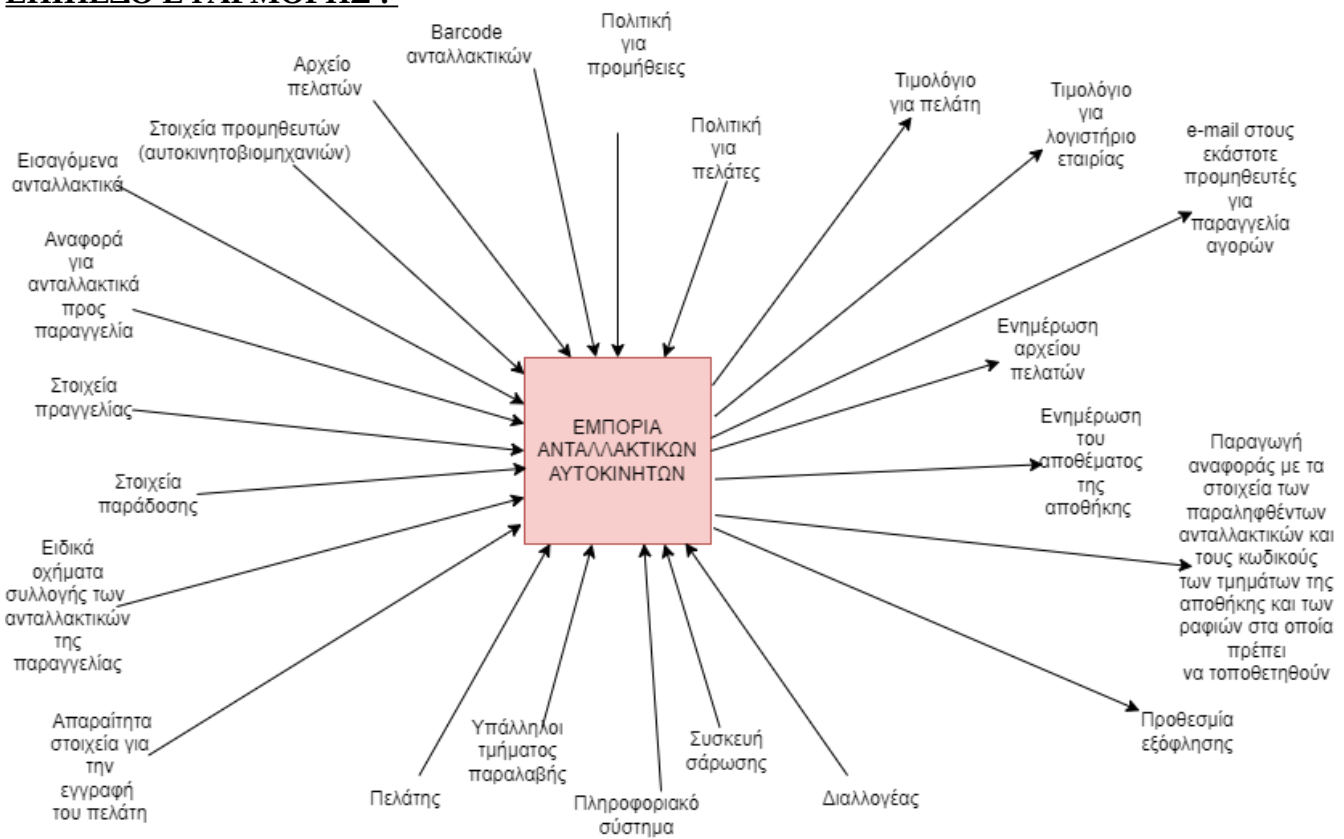 Πολιτική
για
προμήθειες
Barcode
ανταλλακτικών
Αρχείο
πελατών
Στοιχεία προμηθευτών
(αυτοκινητοβιομηχανιών)
Εισαγόμενα
ανταλλακτικά
Αναφορά
για
ανταλλακτικά
προς
παραγγελία
Στοιχεία
πραγγελίας
Στοιχεία
παράδοσης
Ειδικά
οχήματα
συλλογής των
ανταλλακτικών
της
παραγγελίας
Απαραίτητα
στοιχεία για
την
εγγραφή
του πελάτη
Πελάτης
Υπάλληλοι
τμήματος
παραλαβής
Πληροφοριακό
σύστημα
Συσκευή
σάρωσης
Διαλλογέας
ΕΜΠΟΡΙΑ
ΑΝΤΑΛΛΑΚΤΙΚΩΝ
ΑΥΤΟΚΙΝΗΤΩΝ
Πολιτική
για
πελάτες
Τιμολόγιο
για πελάτη
Τιμολόγιο
για
λογιστήριο
εταιρίας
e-mail στους
εκάστοτε
προμηθευτές
για
παραγγελία
αγορών
Ενημέρωση
αρχείου
πελατών
Ενημέρωση
του
αποθέματος
της
αποθήκης
Παραγωγή
αναφοράς με τα
στοιχεία των
παραληφθέντων
ανταλλακτικών και
τους κωδικούς
των τμημάτων της
αποθήκης και των
ραφιών στα οποία
πρέπει
να τοποθετηθούν
Προθεσμία
εξόφλησης